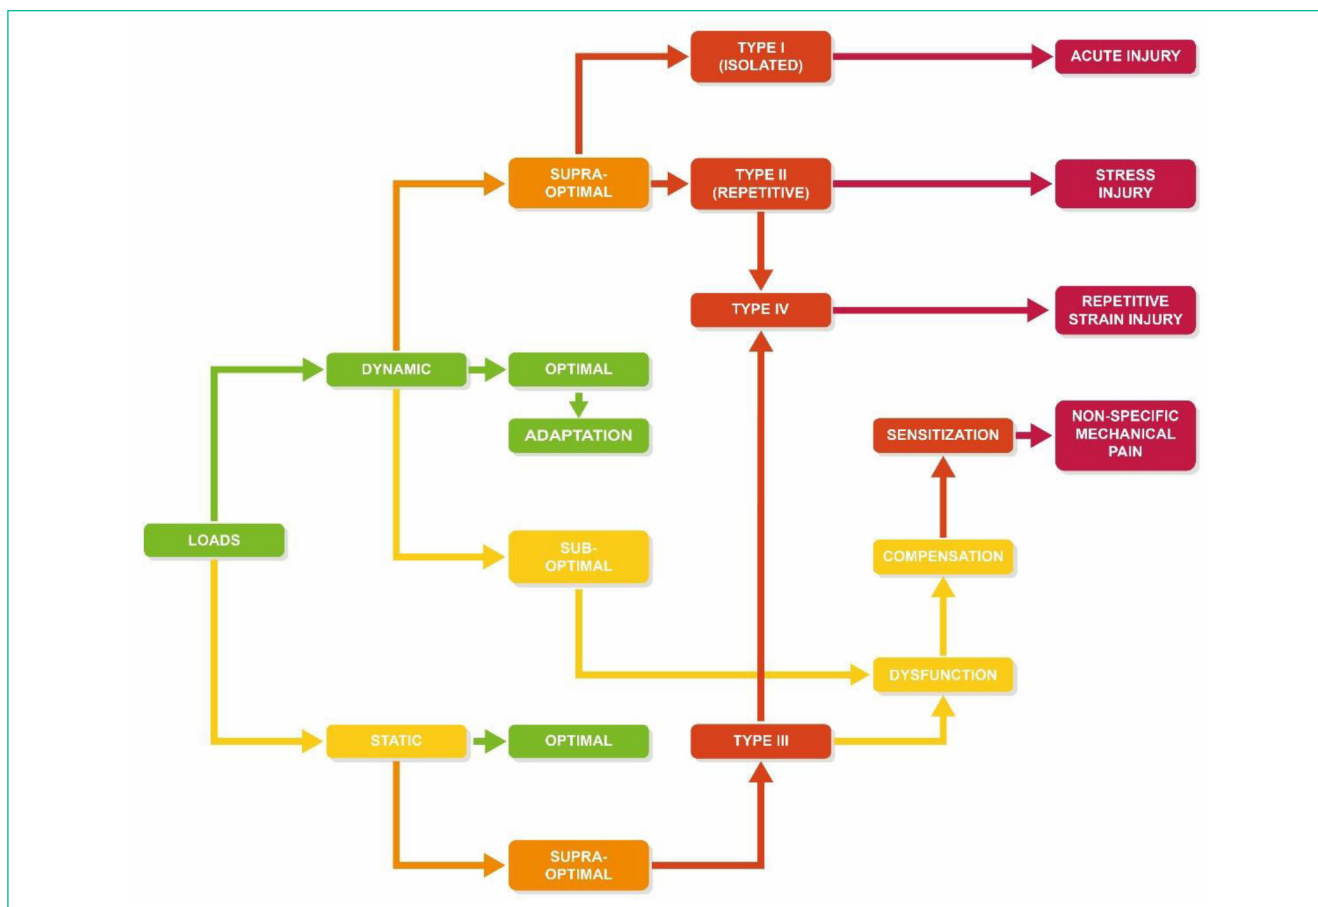 TYPE I
(ISOLATED)
ACUTE INJURY
SUPRA-
OPTIMAL
TYPE II
(REPETITIVE)
STRESS
INJURY
TYPE IV
REPETITIVE
STRAIN INJURY
DYNAMIC
OPTIMAL
ADAPTATION
SENSITIZATION
NON-SPECIFIC
MECHANICAL
PAIN
LOADS
SUB-
OPTIMAL
COMPENSATION
DYSFUNCTION
STATIC
OPTIMAL
TYPE III
SUPRA-
OPTIMAL